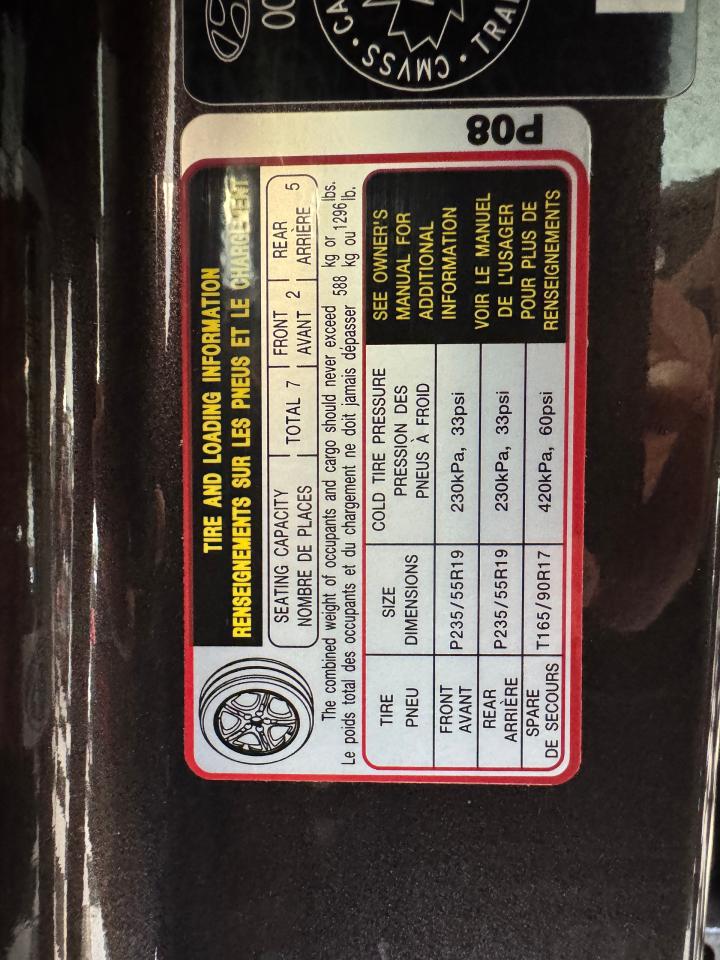 TIRE AND LOADING INFORMATION
RENSEIGNEMENTS SUR LES PNEUS ET LE CHARGEMENT
SEATING CAPACITY TOTAL 7 FRONT 2 REAR 5
NOMBRE DE PLACES AVANT ARRIÈRE
The combined weight of occupants and cargo should never exceed 588 kg or 1296 lbs.
Le poids total des occupants et du chargement ne doit jamais dépasser kg ou lb.
TIRE SIZE COLD TIRE PRESSURE
PNEU DIMENSIONS PRESSION DES
PNEUS À FROID
FRONT P235/55R19 230kPa, 33psi
AVANT
REAR P235/55R19 230kPa, 33psi
ARRIÈRE
SPARE T165/90R17 420kPa, 60psi
DE SECOURS
SEE OWNER'S
MANUAL FOR
ADDITIONAL
INFORMATION
VOIR LE MANUEL
DE L'USAGER
POUR PLUS DE
RENSEIGNEMENTS
P08
CMVSS